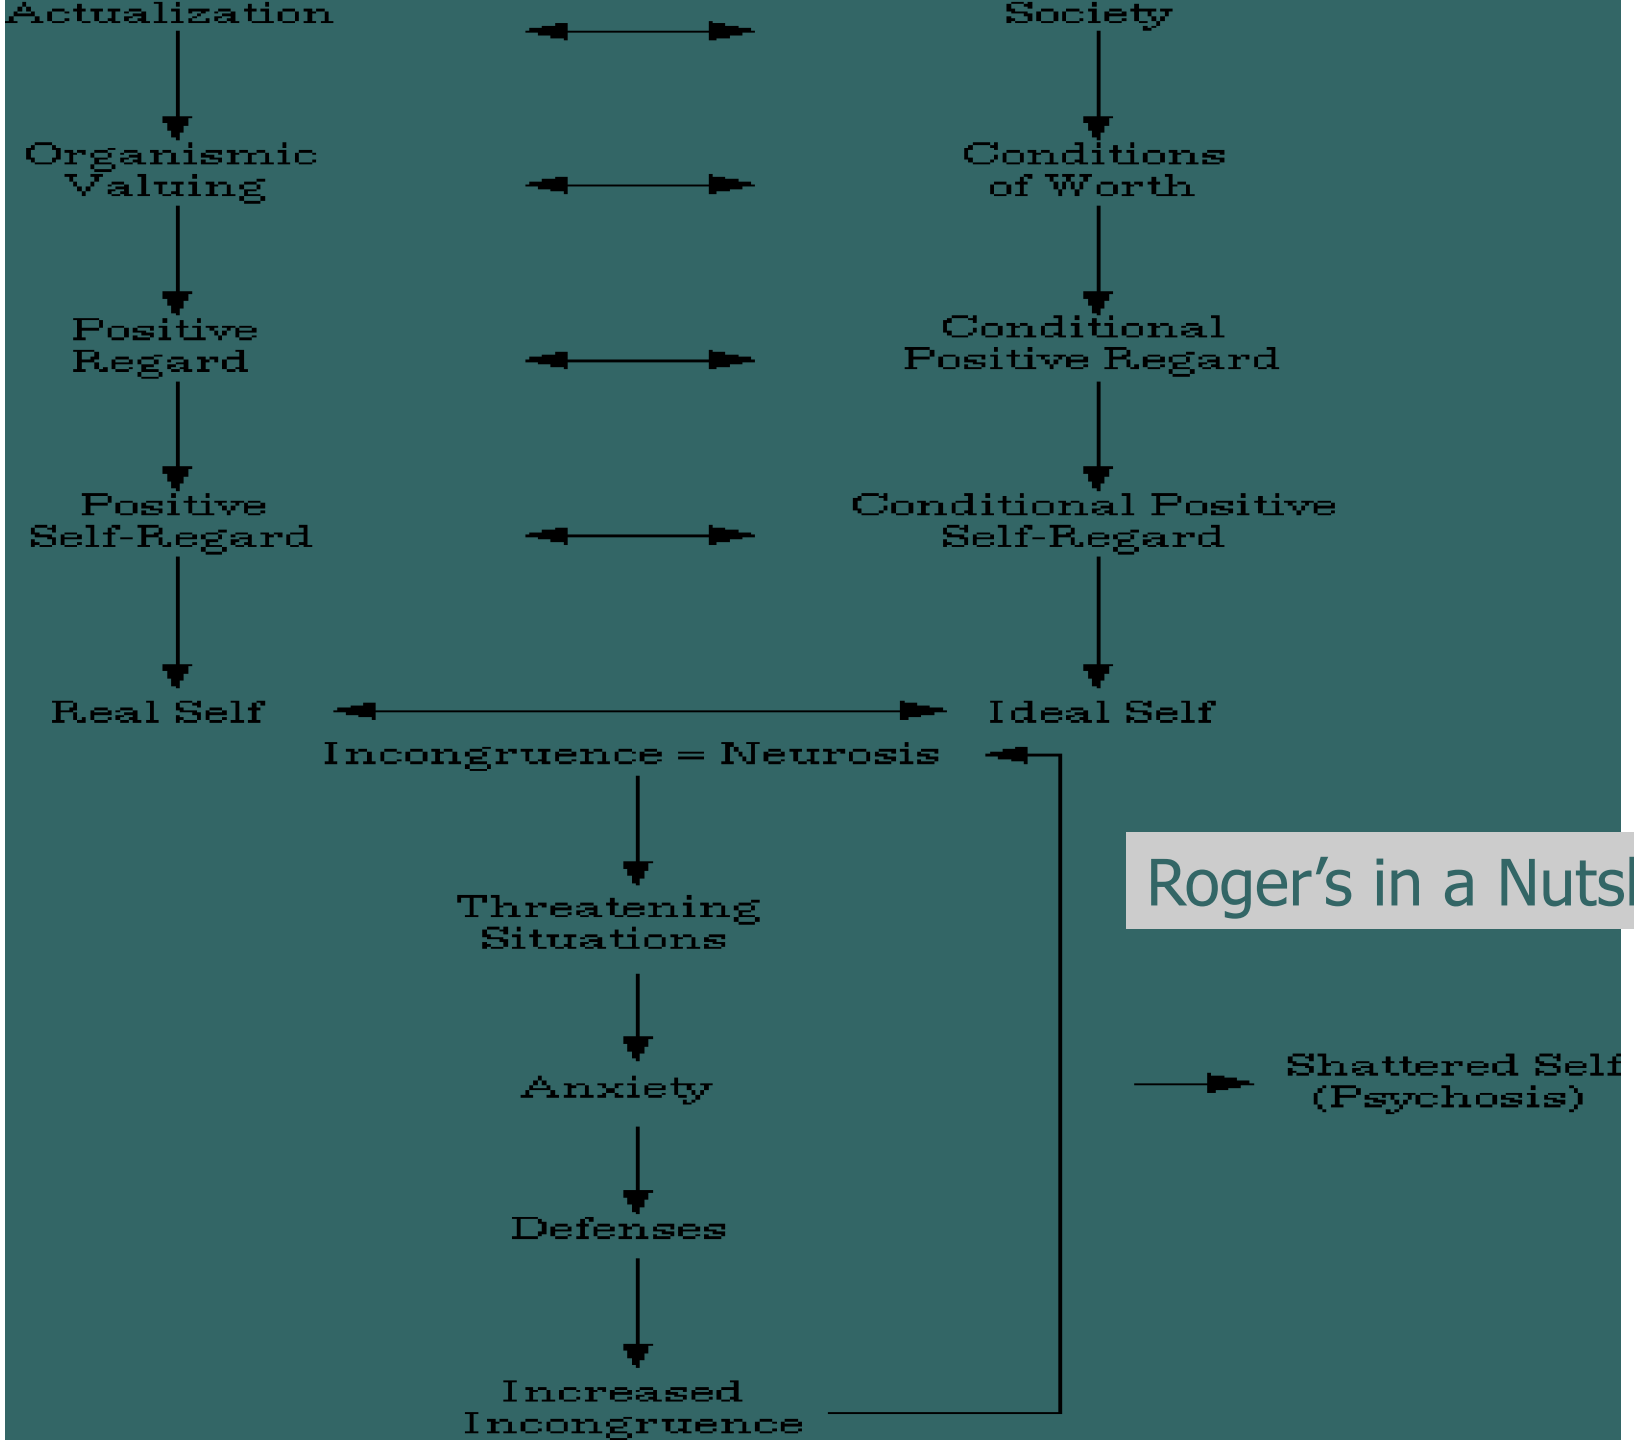 Actualization
Society
Organismic
Valuing
Conditions
of Worth
Positive
Regard
Conditional
Positive Regard
Positive
Self-Regard
Conditional Positive
Self-Regard
Real Self
Ideal Self
Incongruence = Neurosis
Threatening
Situations
Roger’s in a
Anxiety
Shattered Self
(Psychosis)
Defenses
Increased
Incongruence